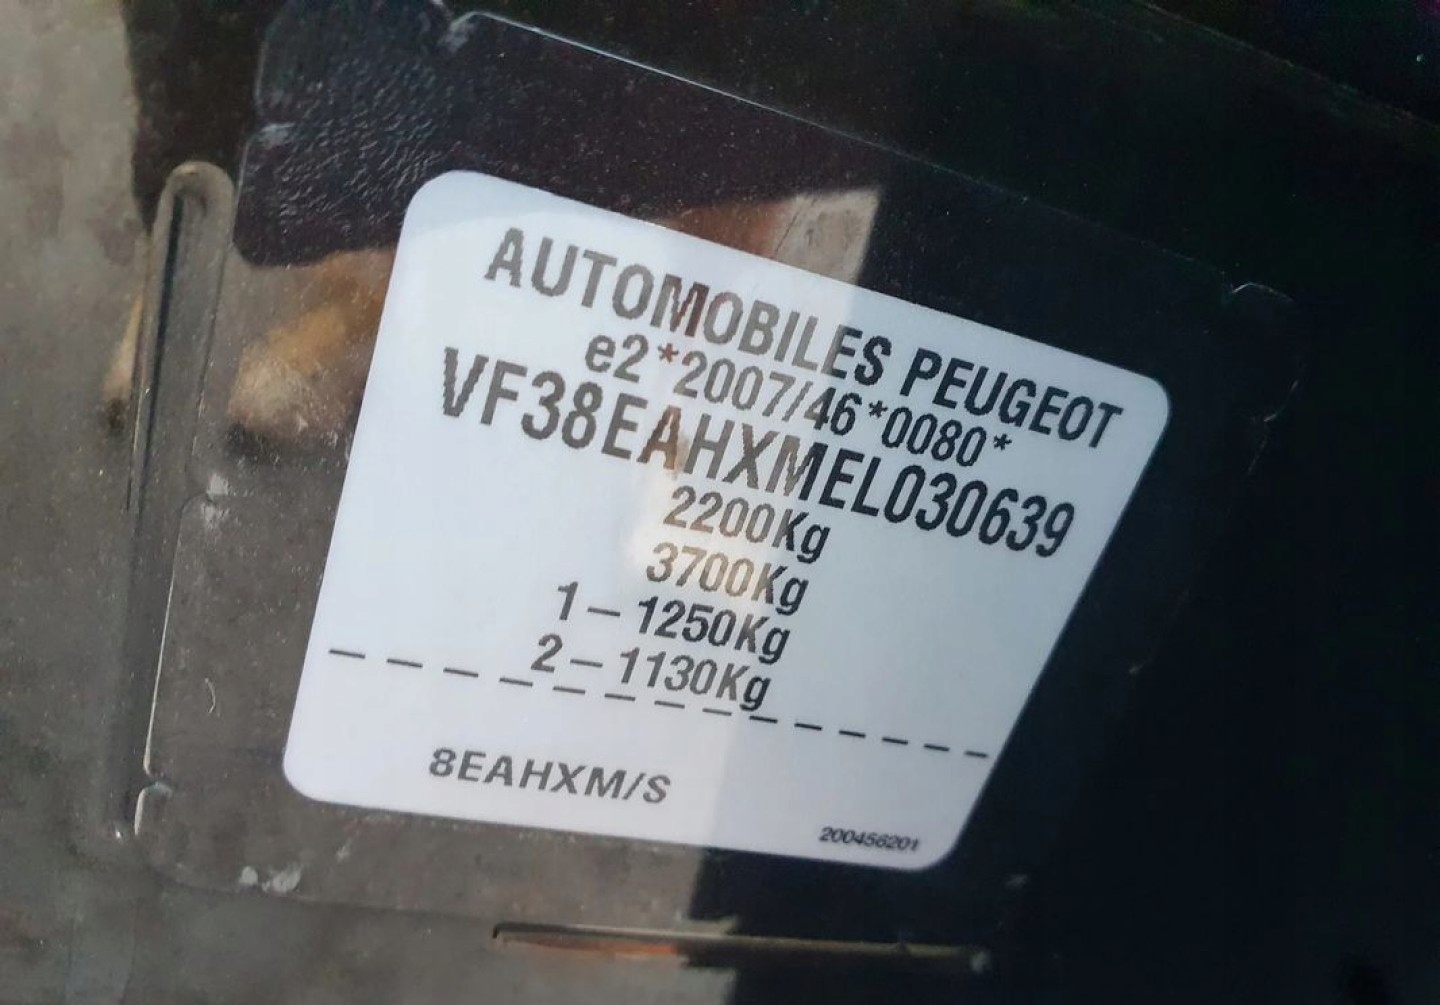 AUTOMOBILES PEUGEOT
e2*2007/46*0080*
VF38EAHXMEL030639
2200Kg
3700Kg
1-1250Kg
2-1130Kg
8EAHXM/S
200456201